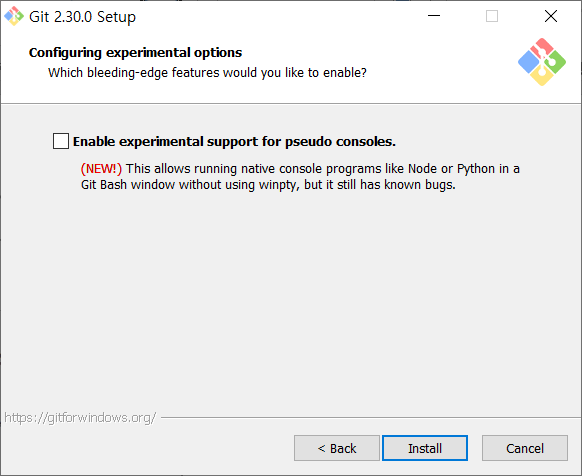 Git 2.30.0 Setup
Configuring experimental options
Which bleeding-edge features would you like to enable?
Enable experimental support for pseudo consoles.
(NEW!) This allows running native console programs like Node or Python in a
Git Bash window without using winpty, but it still has known bugs.
https://gitforwindows.org/
< Back
Install
Cancel